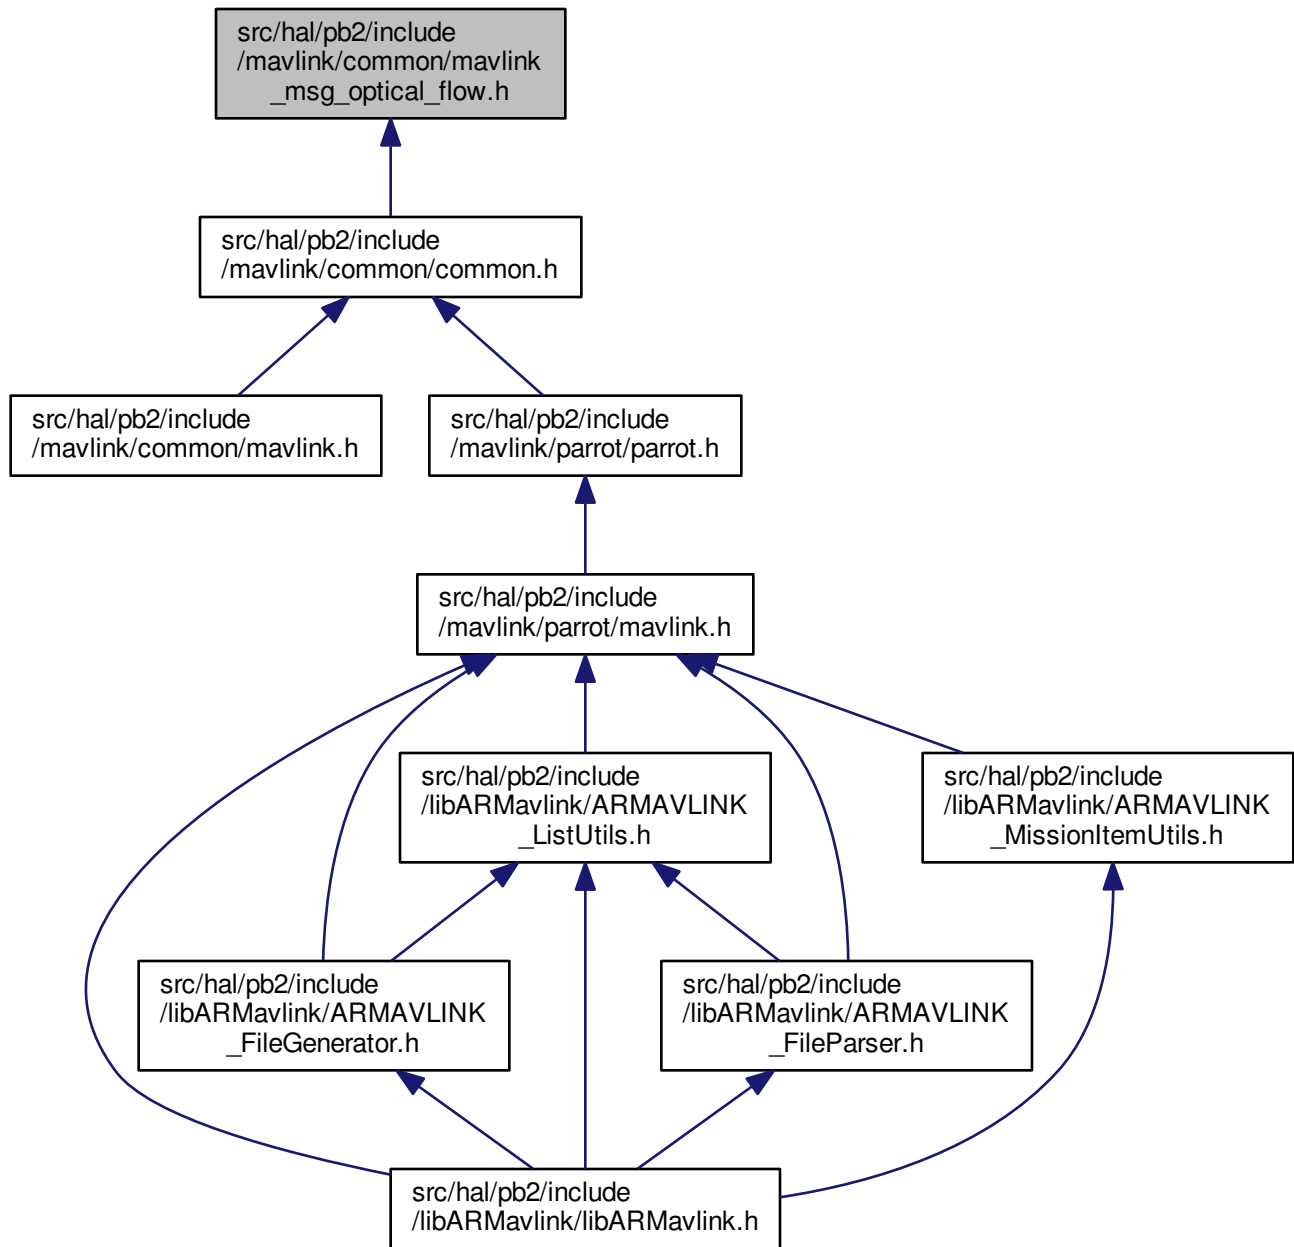 src/hal/pb2/include
/mavlink/common/mavlink
_msg_optical_flow.h
src/hal/pb2/include
/mavlink/common/common.h
src/hal/pb2/include
/mavlink/common/mavlink.h
src/hal/pb2/include
/mavlink/parrot/parrot.h
src/hal/pb2/include
/mavlink/parrot/mavlink.h
src/hal/pb2/include
/libARMavlink/ARMAVLINK
_ListUtils.h
src/hal/pb2/include
/libARMavlink/ARMAVLINK
_MissionItemUtils.h
src/hal/pb2/include
/libARMavlink/ARMAVLINK
_FileGenerator.h
src/hal/pb2/include
/libARMavlink/ARMAVLINK
_FileParser.h
src/hal/pb2/include
/libARMavlink/libARMavlink.h